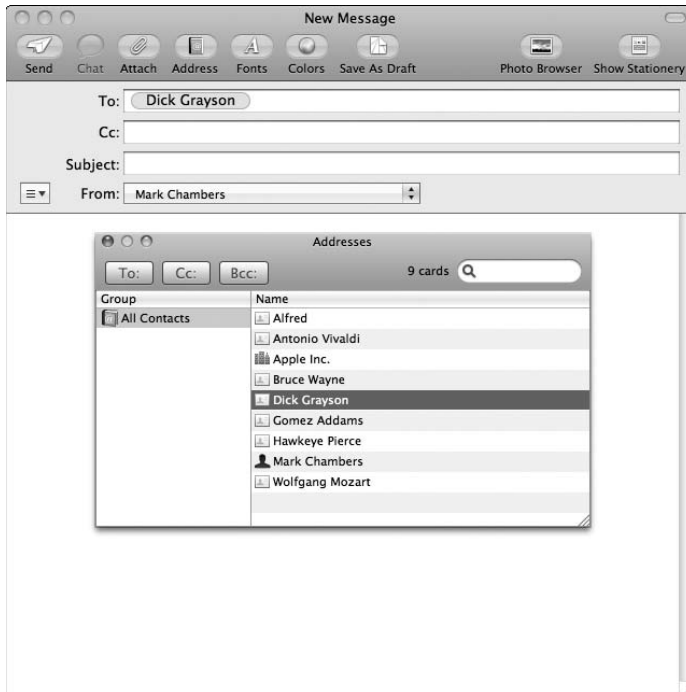 New Message
Send Chat Attach Address Fonts Colors Save As Draft Photo Browser Show Stationery
To: Dick Grayson
Cc:
Subject:
From: Mark Chambers
Addresses
To: Cc: Bcc: 9 cards
Group Name
All Contacts Alfred
Antonio Vivaldi
Apple Inc.
Bruce Wayne
Dick Grayson
Gomez Addams
Hawkeye Pierce
Mark Chambers
Wolfgang Mozart